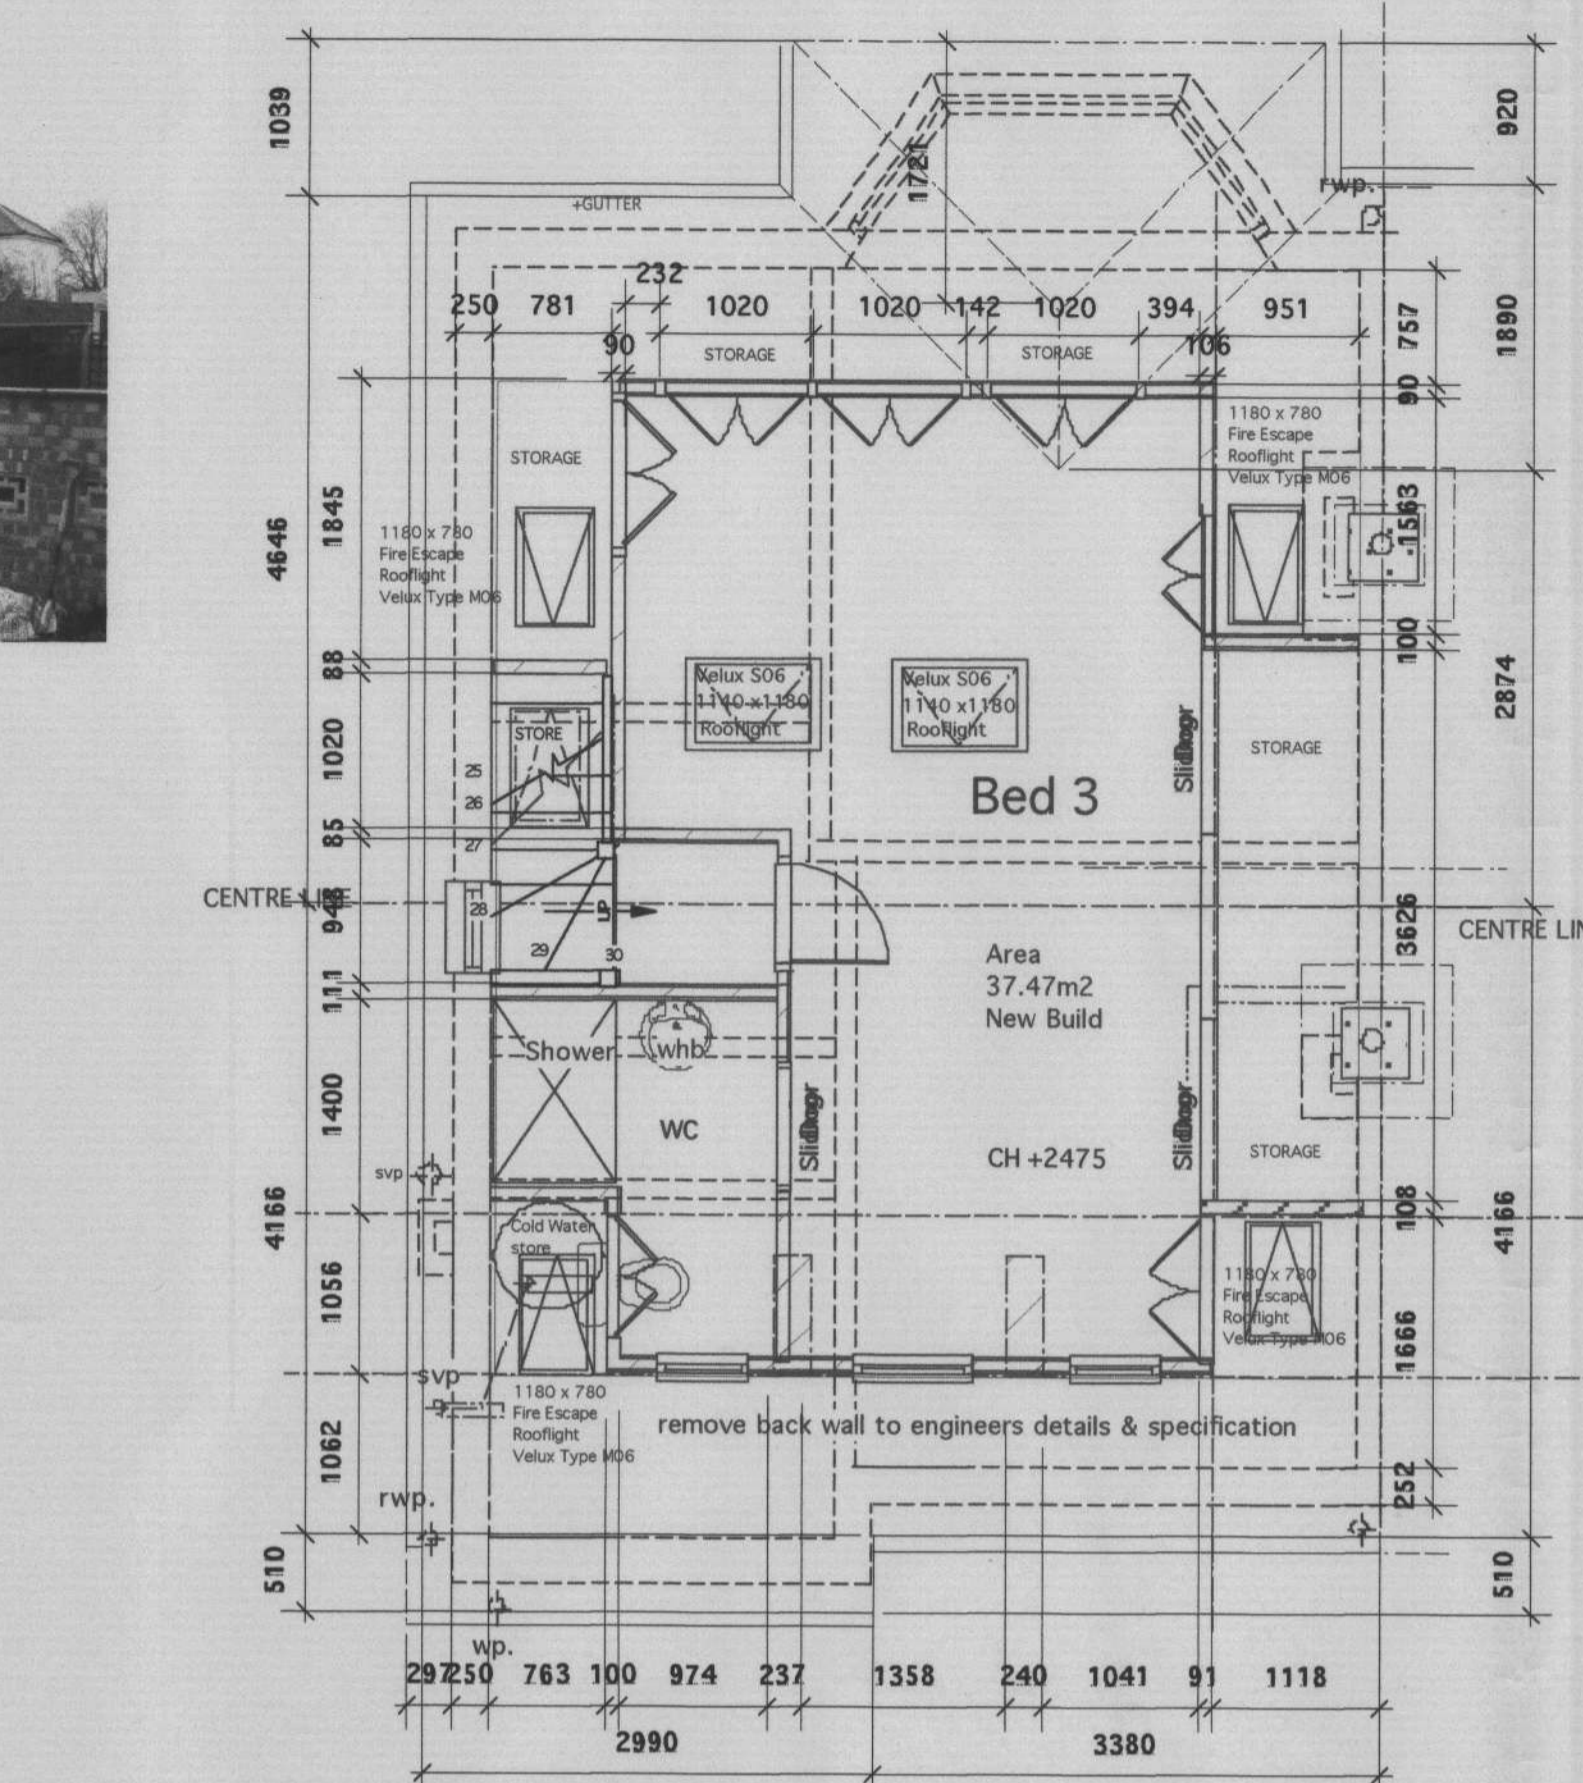 1039
920
1721
rwp.
+GUTTER
232
250 781 1020 1020 142 1020 394 951
90 106
STORAGE STORAGE
757
1890
90
1180 x 780
Fire Escape
Rooflight
Velux Type M06
STORAGE
1845
4646
1180 x 780
Fire Escape
Rooflight
Velux Type M06
1563
100
88
Velux S06
1140 x1180
Rooflight
Velux S06
1140 x1180
Rooflight
2874
STORE
1020
25
26
27
85
Bed 3
STORAGE
CENTRE
948
28
UP
29 30
3626
CENTRE LIN
Area
37.47m2
New Build
111
Shower whb
1400
WC
CH +2475
STORAGE
svp
4166
108
4166
Cold Water
store
1056
1180 x 780
Fire Escape
Rooflight
Velux Type M06
1666
svp
1180 x 780
Fire Escape
Rooflight
Velux Type M06
remove back wall to engineers details & specification
1062
252
rwp.
510
510
wp.
297 250 763 100 974 237 1358 240 1041 91 1118
2990 3380